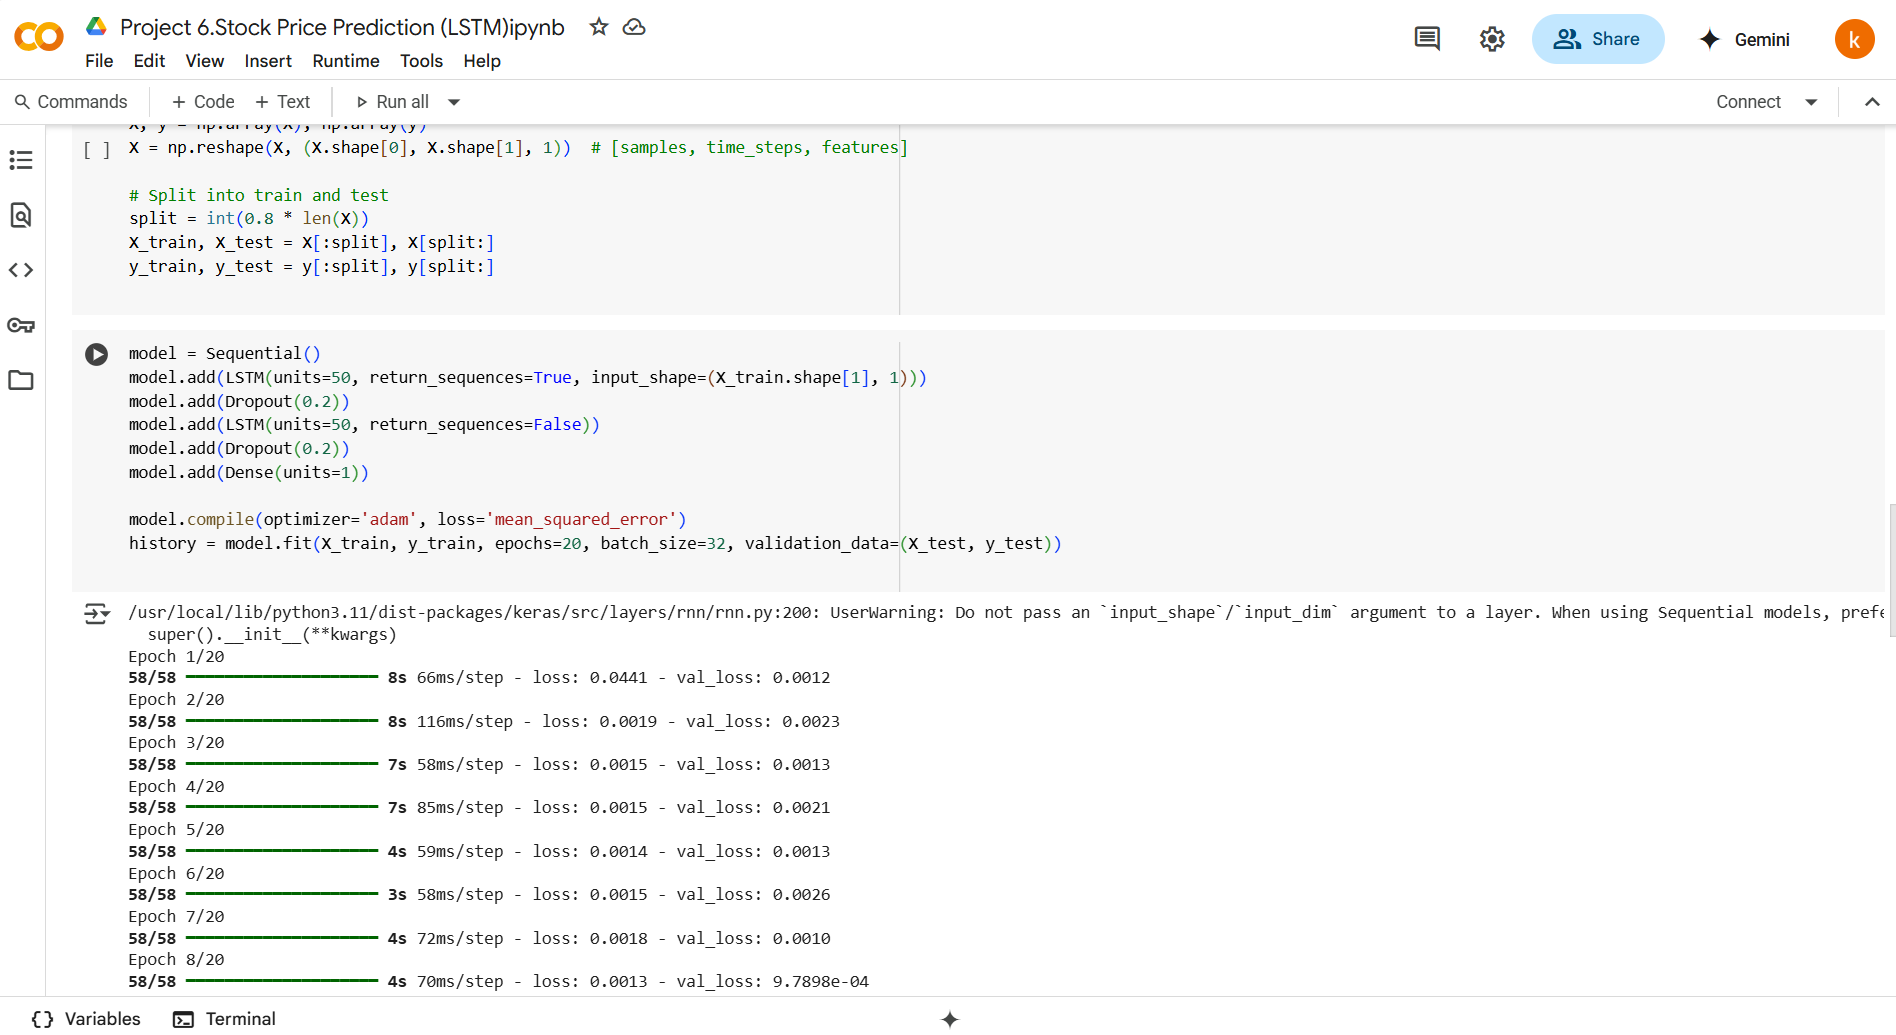 Project 6.Stock Price Prediction (LSTM)ipynb
File Edit View Insert Runtime Tools Help
Share
Gemini
k
Commands + Code + Text Run all
Connect
X, y = np.array(X), np.array(y)
[ ] X = np.reshape(X, (X.shape[0], X.shape[1], 1)) # [samples, time_steps, features]
# Split into train and test
split = int(0.8 * len(X))
X_train, X_test = X[:split], X[split:]
y_train, y_test = y[:split], y[split:]
model = Sequential()
model.add(LSTM(units=50, return_sequences=True, input_shape=(X_train.shape[1], 1)))
model.add(Dropout(0.2))
model.add(LSTM(units=50, return_sequences=False))
model.add(Dropout(0.2))
model.add(Dense(units=1))
model.compile(optimizer='adam', loss='mean_squared_error')
history = model.fit(X_train, y_train, epochs=20, batch_size=32, validation_data=(X_test, y_test))
/usr/local/lib/python3.11/dist-packages/keras/src/layers/rnn/rnn.py:200: UserWarning: Do not pass an `input_shape`/`input_dim` argument to a layer. When using Sequential models, prefe
super().__init__(**kwargs)
Epoch 1/20
58/58 8s 66ms/step - loss: 0.0441 - val_loss: 0.0012
Epoch 2/20
58/58 8s 116ms/step - loss: 0.0019 - val_loss: 0.0023
Epoch 3/20
58/58 7s 58ms/step - loss: 0.0015 - val_loss: 0.0013
Epoch 4/20
58/58 7s 85ms/step - loss: 0.0015 - val_loss: 0.0021
Epoch 5/20
58/58 4s 59ms/step - loss: 0.0014 - val_loss: 0.0013
Epoch 6/20
58/58 3s 58ms/step - loss: 0.0015 - val_loss: 0.0026
Epoch 7/20
58/58 4s 72ms/step - loss: 0.0018 - val_loss: 0.0010
Epoch 8/20
58/58 4s 70ms/step - loss: 0.0013 - val_loss: 9.7898e-04
Variables Terminal